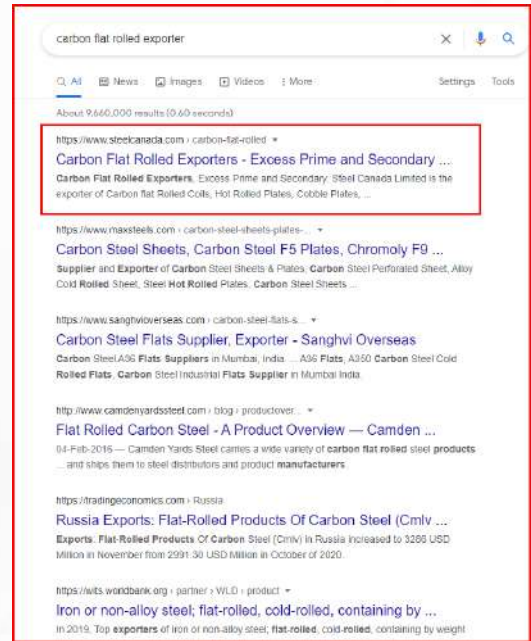 carbon flat rolled exporter
All News Images Videos More Settings Tools
About 9,660,000 results (0.60 seconds)
https://www.steelcanada.com › carbon-flat-rolled
Carbon Flat Rolled Exporters - Excess Prime and Secondary ...
Carbon Flat Rolled Exporters, Excess Prime and Secondary. Steel Canada Limited is the
exporter of Carbon flat Rolled Coils, Hot Rolled Plates, Cobble Plates, ...
https://www.maxsteels.com › carbon-steel-sheets-plates-...
Carbon Steel Sheets, Carbon Steel F5 Plates, Chromoly F9 ...
Supplier and Exporter of Carbon Steel Sheets & Plates, Carbon Steel Perforated Sheet, Alloy
Cold Rolled Sheet, Steel Hot Rolled Plates, Carbon Steel Sheets ...
https://www.sanghvioverseas.com › carbon-steel-flats-s...
Carbon Steel Flats Supplier, Exporter - Sanghvi Overseas
Carbon Steel A36 Flats Suppliers in Mumbai, India. ... A36 Flats, A350 Carbon Steel Cold
Rolled Flats, Carbon Steel Industrial Flats Supplier in Mumbai India.
http://www.camdenyardssteel.com › blog › productover...
Flat Rolled Carbon Steel - A Product Overview — Camden ...
04-Feb-2016 — Camden Yards Steel carries a wide variety of carbon flat rolled steel products
... and ships them to steel distributors and product manufacturers.
https://tradingeconomics.com › Russia
Russia Exports: Flat-Rolled Products Of Carbon Steel (Cmlv ...
Exports: Flat-Rolled Products Of Carbon Steel (Cmlv) in Russia increased to 3286 USD
Million in November from 2991.30 USD Million in October of 2020.
https://wits.worldbank.org › partner › WLD › product
Iron or non-alloy steel; flat-rolled, cold-rolled, containing by ...
In 2019, Top exporters of Iron or non-alloy steel; flat-rolled, cold-rolled, containing by weight